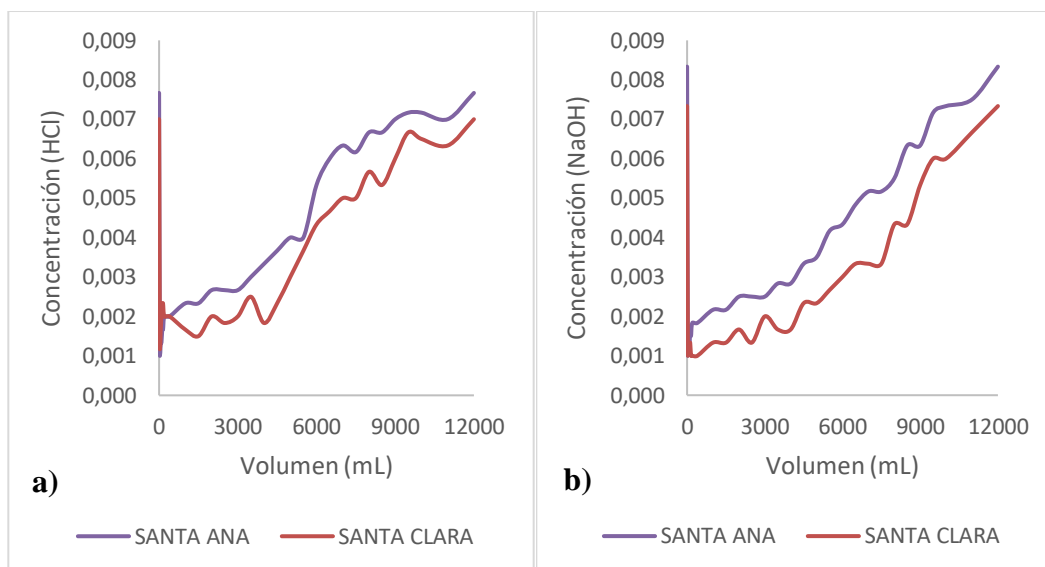 Concentración (HCl)
0,009
0,008
0,007
0,006
0,005
0,004
0,003
0,002
0,001
0,000
0 3000 6000 9000 12000
Volumen (mL)
a)
SANTA ANA SANTA CLARA
Concentración (NaOH)
0,009
0,008
0,007
0,006
0,005
0,004
0,003
0,002
0,001
0,000
0 3000 6000 9000 12000
Volumen (mL)
b)
SANTA ANA SANTA CLARA